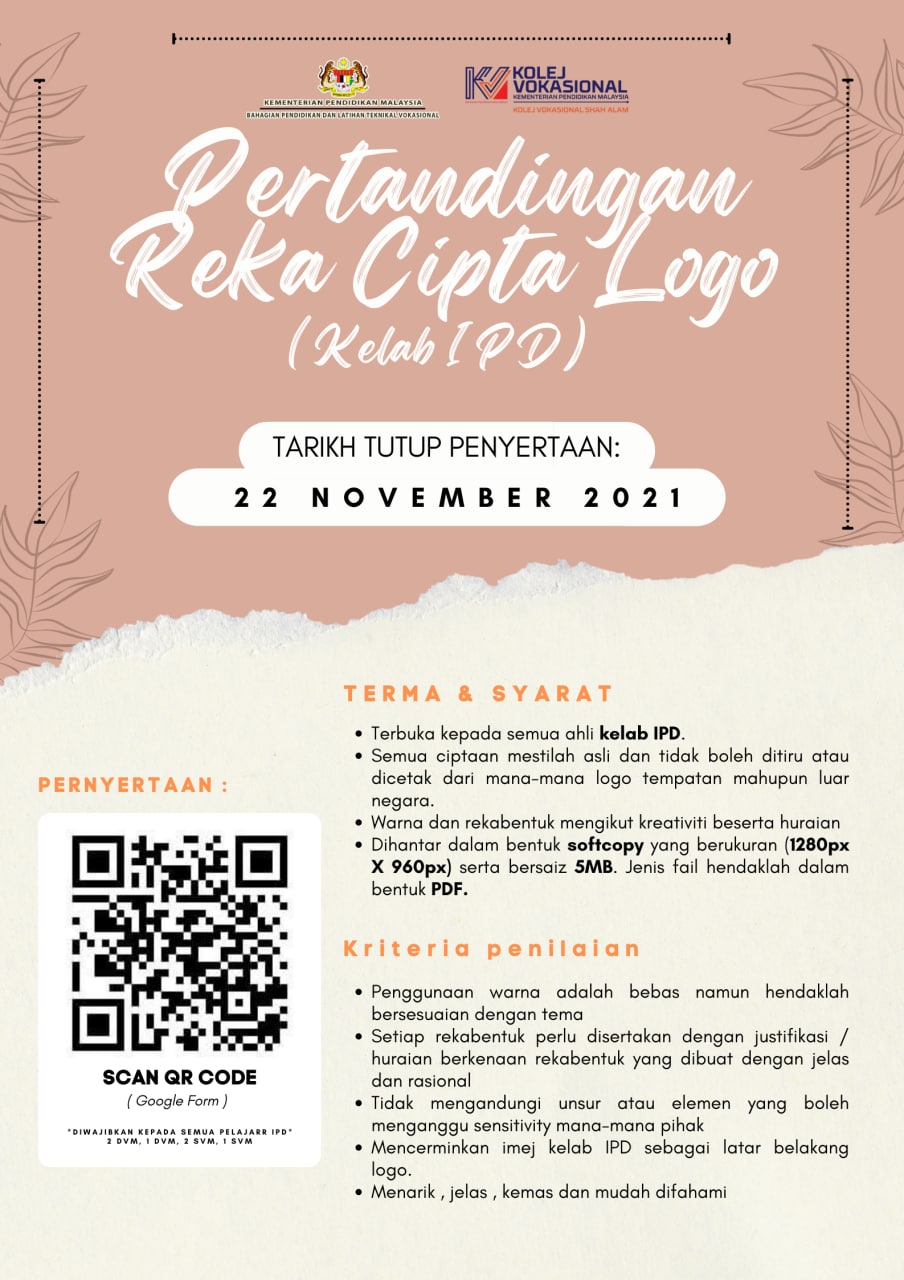 KEMENTERIAN PENDIDIKAN MALAYSIA
BAHAGIAN PENDIDIKAN DAN LATIHAN TEKNIKAL VOKASIONAL
KV
KOLEJ
VOKASIONAL
KEMENTERIAN PENDIDIKAN MALAYSIA
KOLEJ VOKASIONAL SHAH ALAM
Pertandingan
Reka Cipta Logo
(Kelab IPD)
TARIKH TUTUP PENYERTAAN:
22 NOVEMBER 2021
TERMA & SYARAT
• Terbuka kepada semua ahli kelab IPD.
• Semua ciptaan mestilah asli dan tidak boleh ditiru atau
dicetak dari mana-mana logo tempatan mahupun luar
negara.
• Warna dan rekabentuk mengikut kreativiti beserta huraian
• Dihantar dalam bentuk softcopy yang berukuran (1280px
X 960px) serta bersaiz 5MB. Jenis fail hendaklah dalam
bentuk PDF.
PERNYERTAAN :
SCAN QR CODE
( Google Form )
"DIWAJIBKAN KEPADA SEMUA PELAJARR IPD"
2 DVM, 1 DVM, 2 SVM, 1 SVM
Kriteria penilaian
• Penggunaan warna adalah bebas namun hendaklah
bersesuaian dengan tema
• Setiap rekabentuk perlu disertakan dengan justifikasi /
huraian berkenaan rekabentuk yang dibuat dengan jelas
dan rasional
• Tidak mengandungi unsur atau elemen yang boleh
menganggu sensitivity mana-mana pihak
• Mencerminkan imej kelab IPD sebagai latar belakang
logo.
• Menarik , jelas , kemas dan mudah difahami